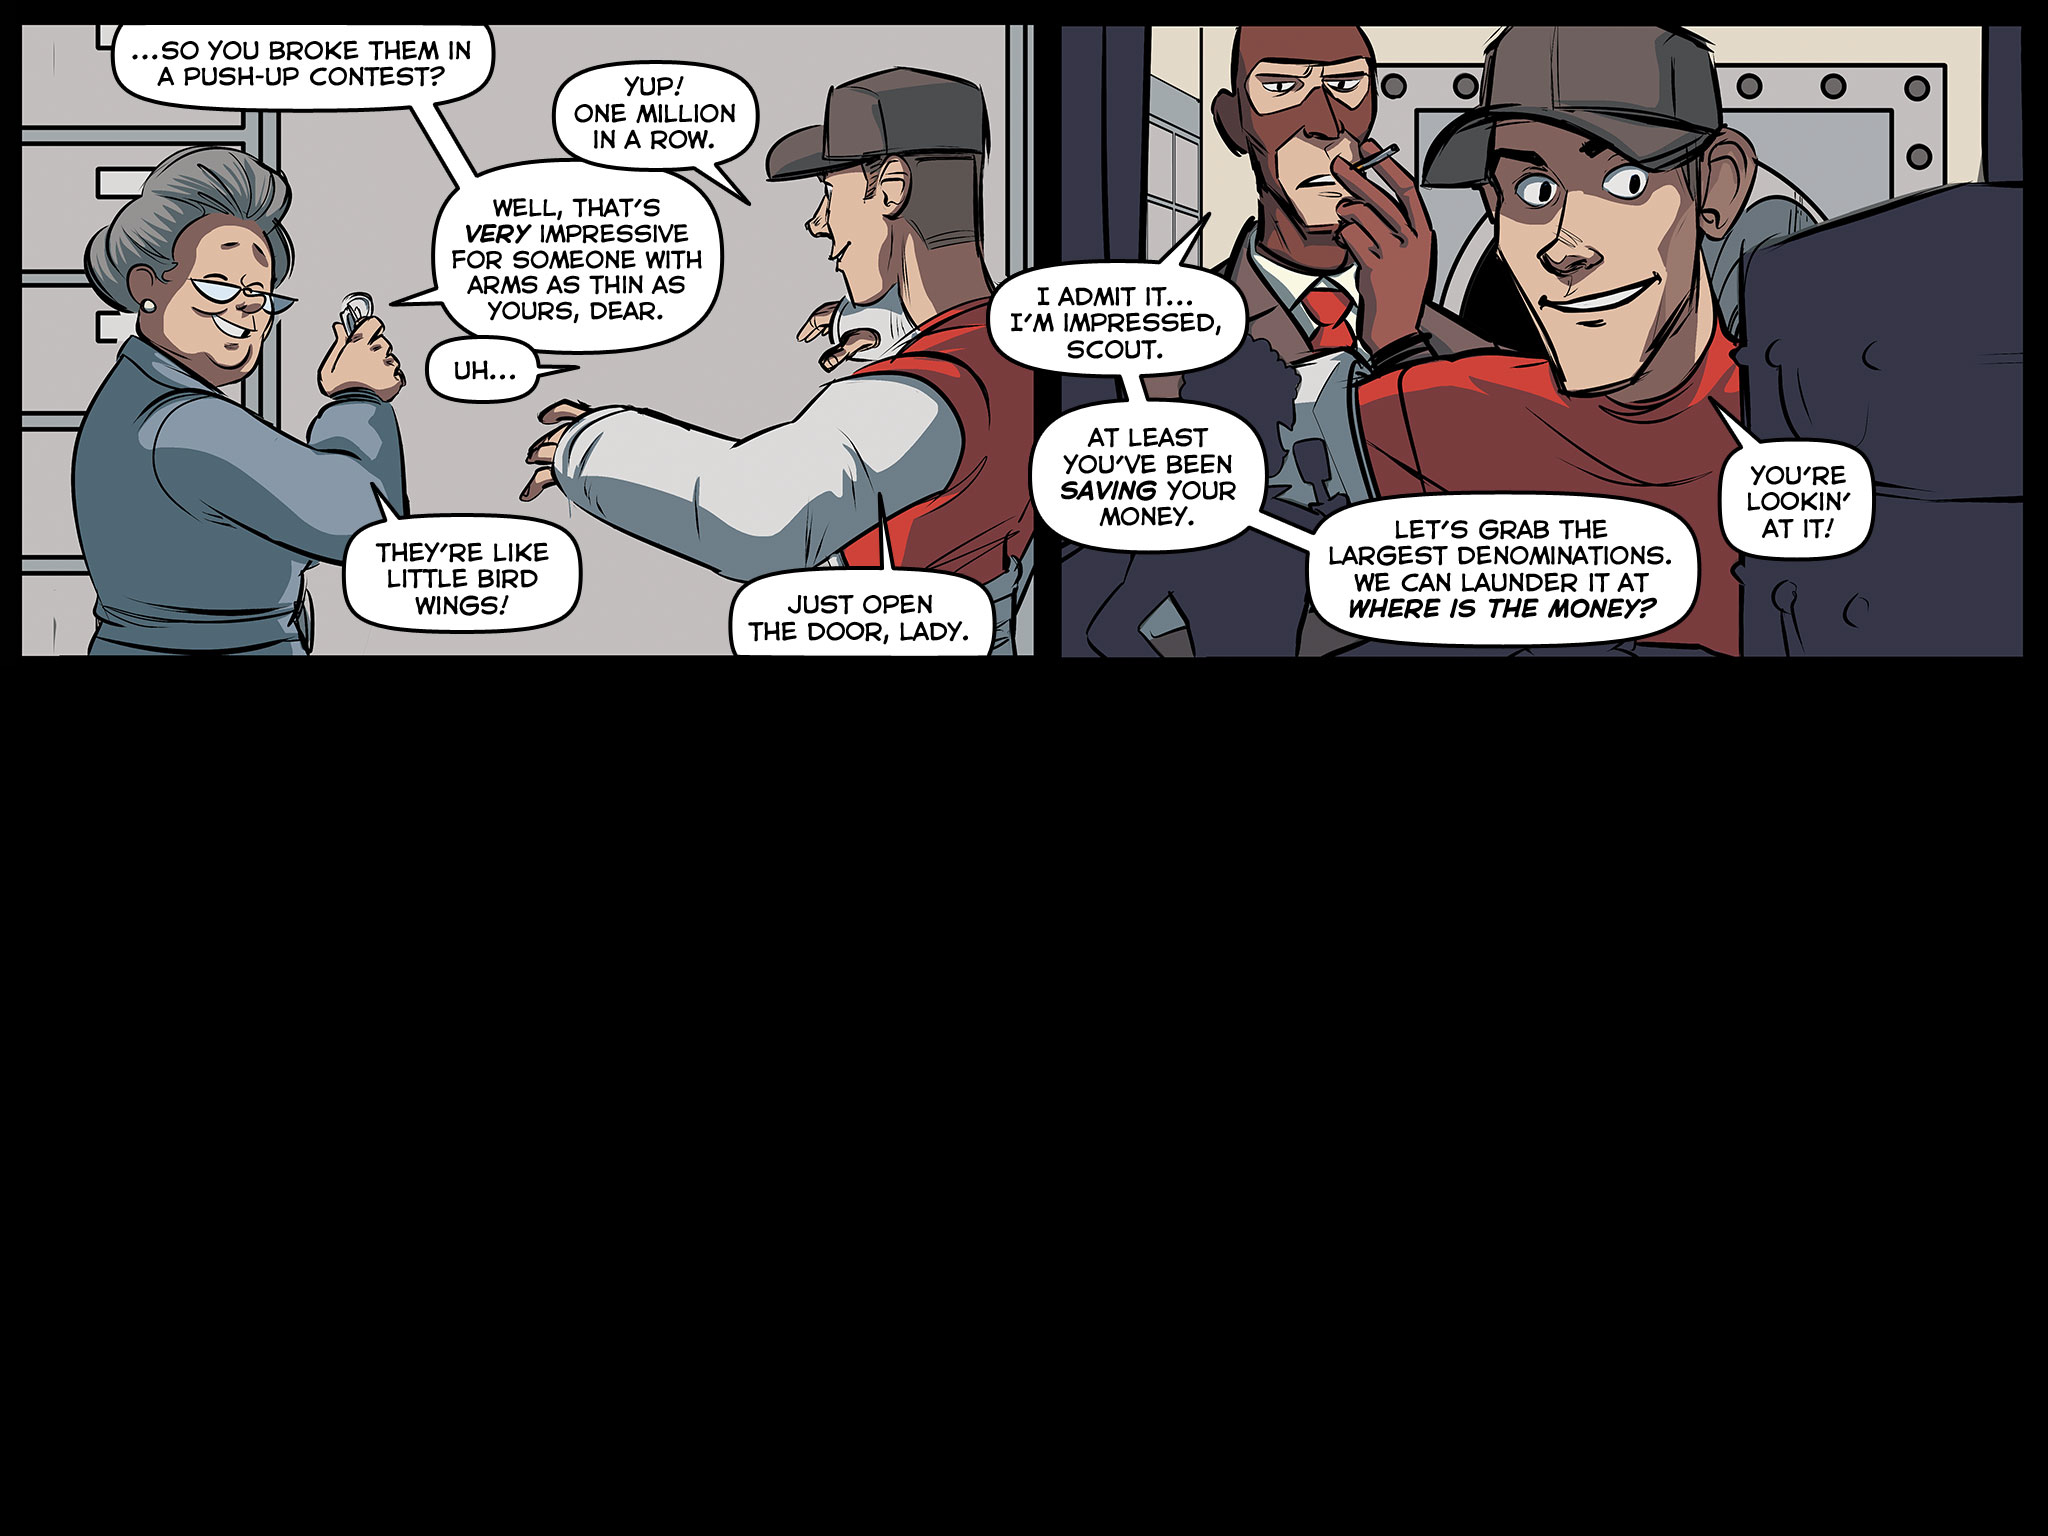 ...SO YOU BROKE THEM IN
A PUSH-UP CONTEST?
YUP!
ONE MILLION
IN A ROW.
WELL, THAT'S
VERY IMPRESSIVE
FOR SOMEONE WITH
ARMS AS THIN AS
YOURS, DEAR.
UH...
THEY'RE LIKE
LITTLE BIRD
WINGS!
JUST OPEN
THE DOOR, LADY.
I ADMIT IT...
I'M IMPRESSED,
SCOUT.
AT LEAST
YOU'VE BEEN
SAVING YOUR
MONEY.
LET'S GRAB THE
LARGEST DENOMINATIONS.
WE CAN LAUNDER IT AT
WHERE IS THE MONEY?
YOU'RE
LOOKIN'
AT IT!